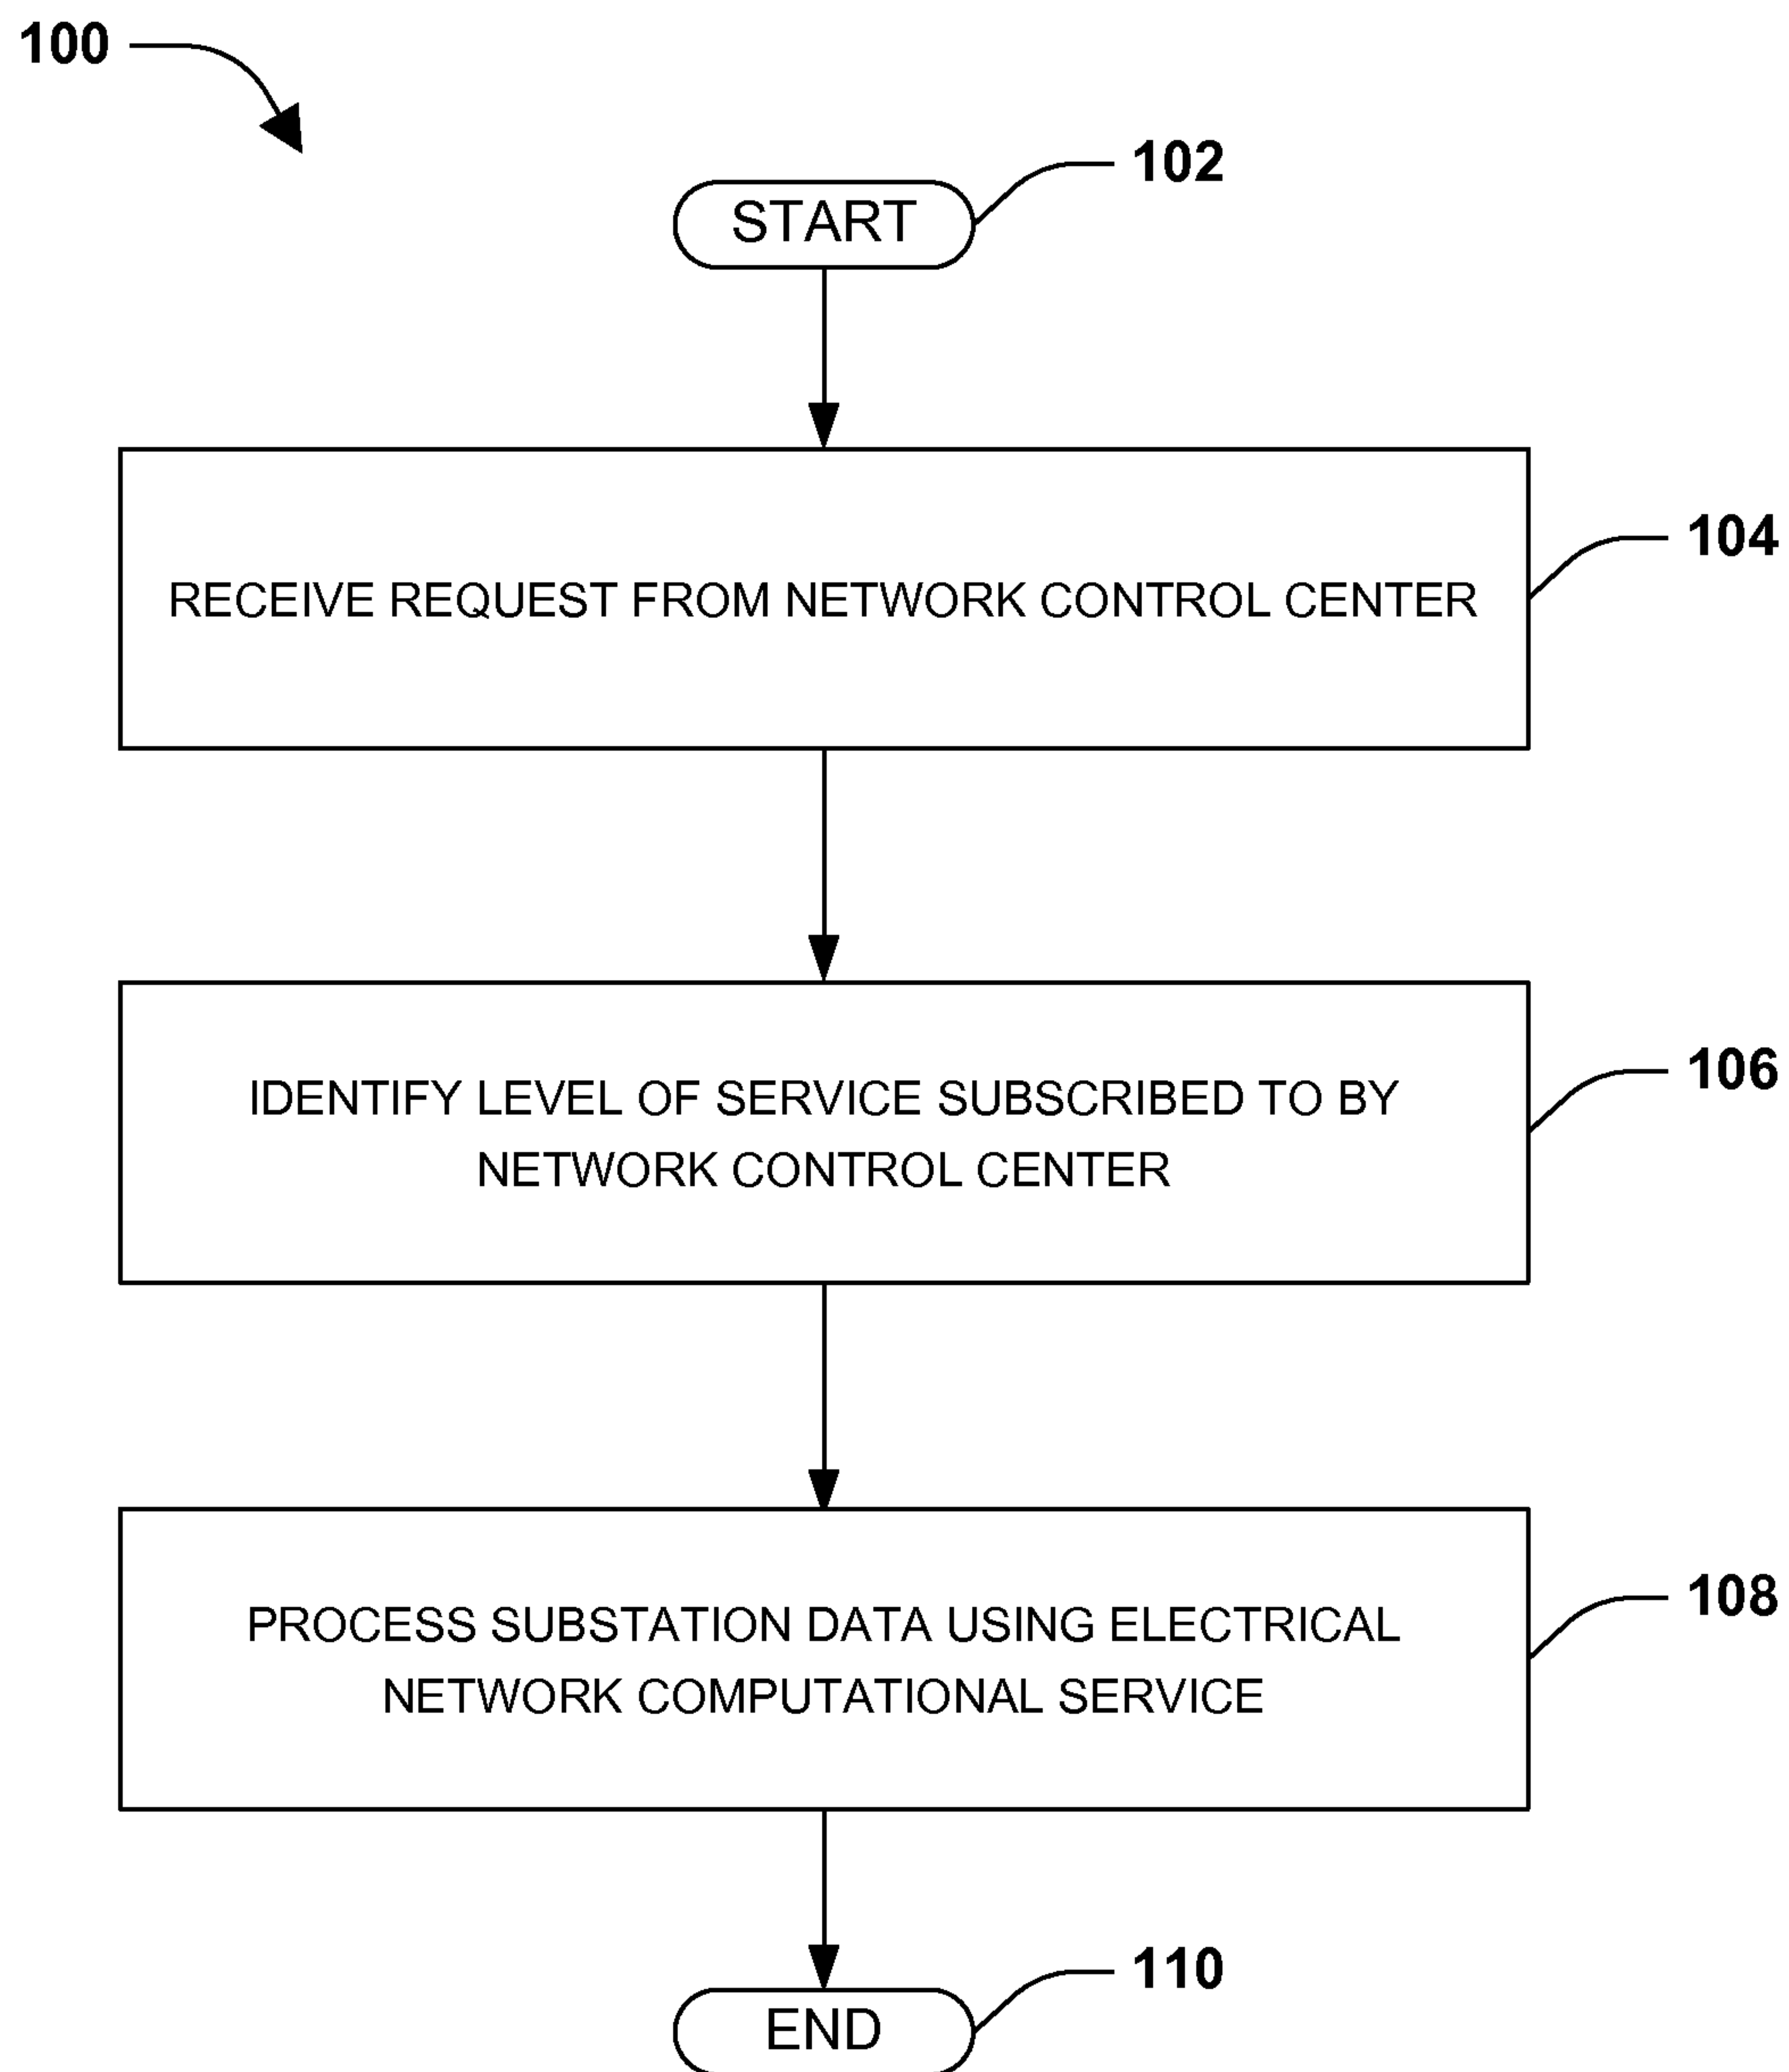 100
102
START
104
RECEIVE REQUEST FROM NETWORK CONTROL CENTER
106
IDENTIFY LEVEL OF SERVICE SUBSCRIBED TO BY
NETWORK CONTROL CENTER
108
PROCESS SUBSTATION DATA USING ELECTRICAL
NETWORK COMPUTATIONAL SERVICE
110
END